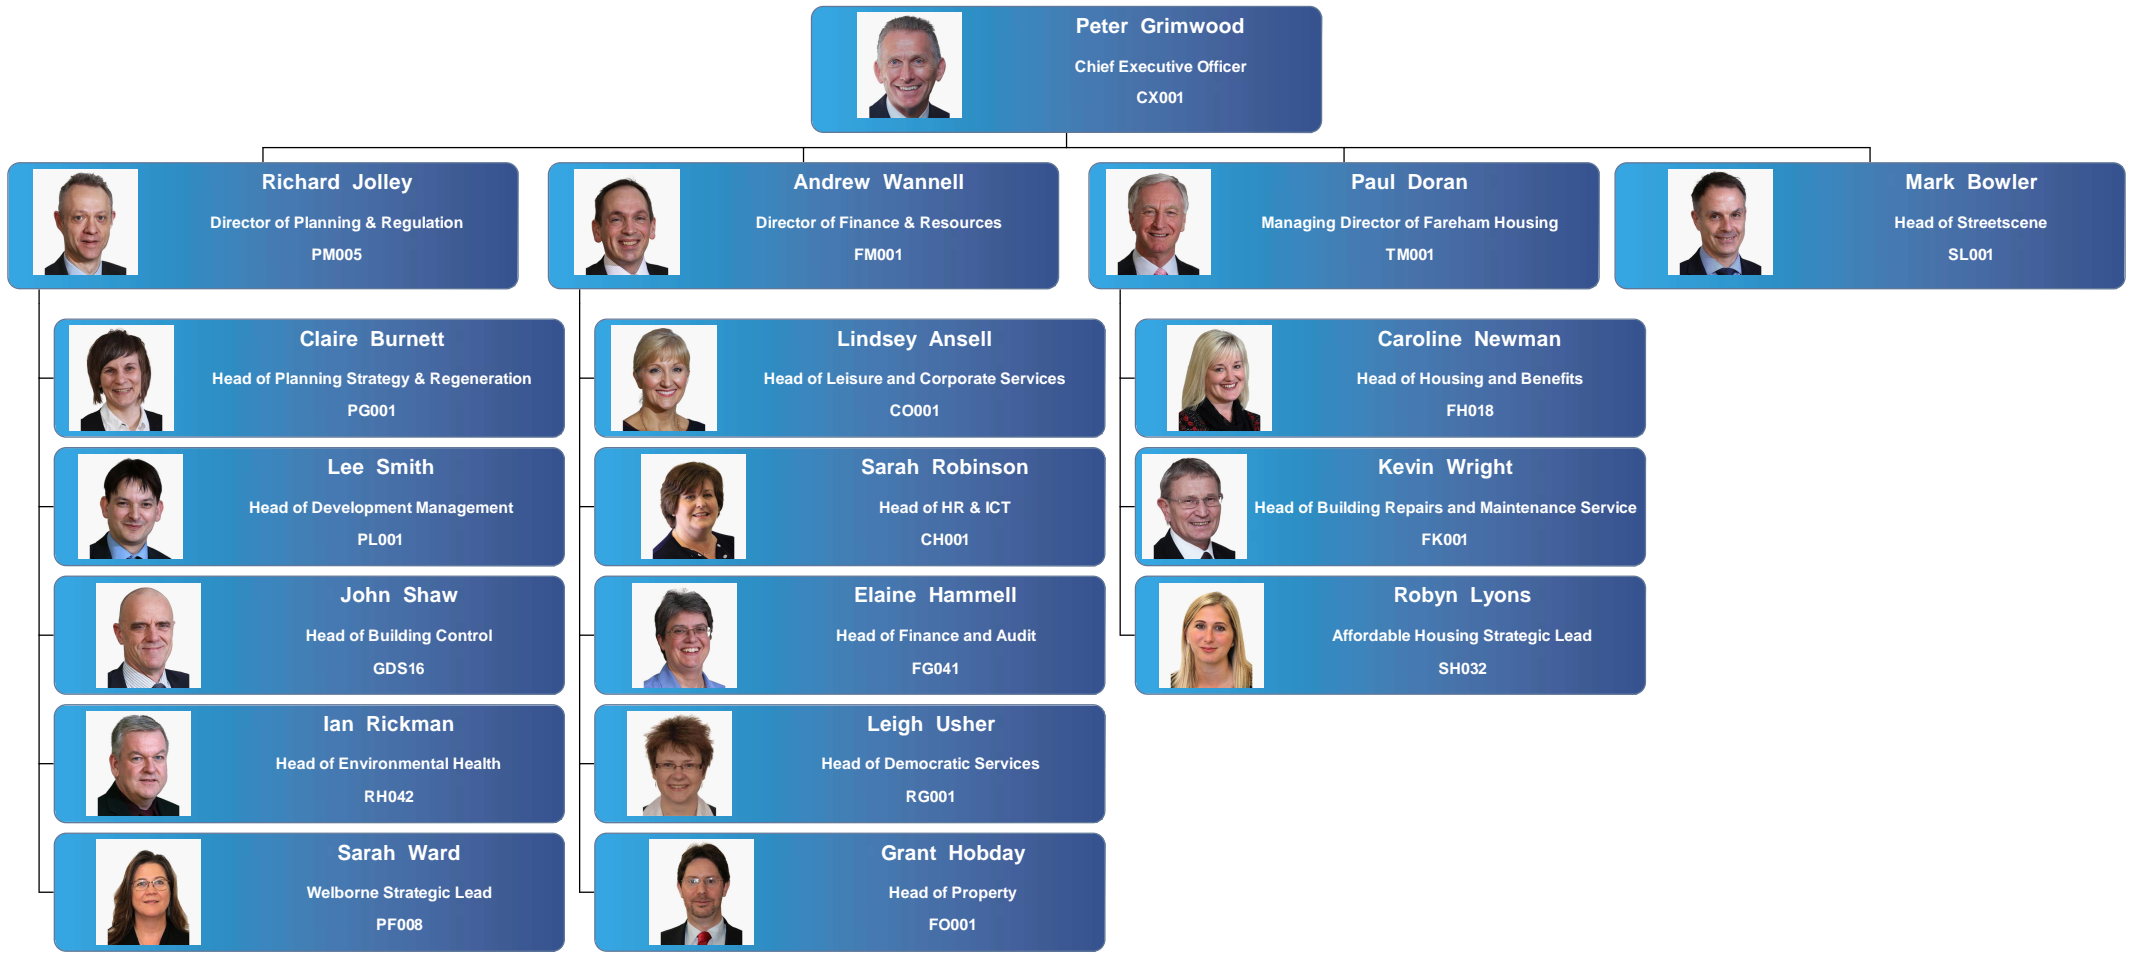 Peter Grimwood
Chief Executive Officer
CX001
Richard Jolley
Director of Planning & Regulation
PM005
Andrew Wannell
Director of Finance & Resources
FM001
Paul Doran
Managing Director of Fareham Housing
TM001
Mark Bowler
Head of Streetscene
SL001
Claire Burnett
Head of Planning Strategy & Regeneration
PG001
Lee Smith
Head of Development Management
PL001
John Shaw
Head of Building Control
GDS16
Ian Rickman
Head of Environmental Health
RH042
Sarah Ward
Welborne Strategic Lead
PF008
Lindsey Ansell
Head of Leisure and Corporate Services
CO001
Sarah Robinson
Head of HR & ICT
CH001
Elaine Hammell
Head of Finance and Audit
FG041
Leigh Usher
Head of Democratic Services
RG001
Grant Hobday
Head of Property
FO001
Caroline Newman
Head of Housing and Benefits
FH018
Kevin Wright
Head of Building Repairs and Maintenance Service
FK001
Robyn Lyons
Affordable Housing Strategic Lead
SH032